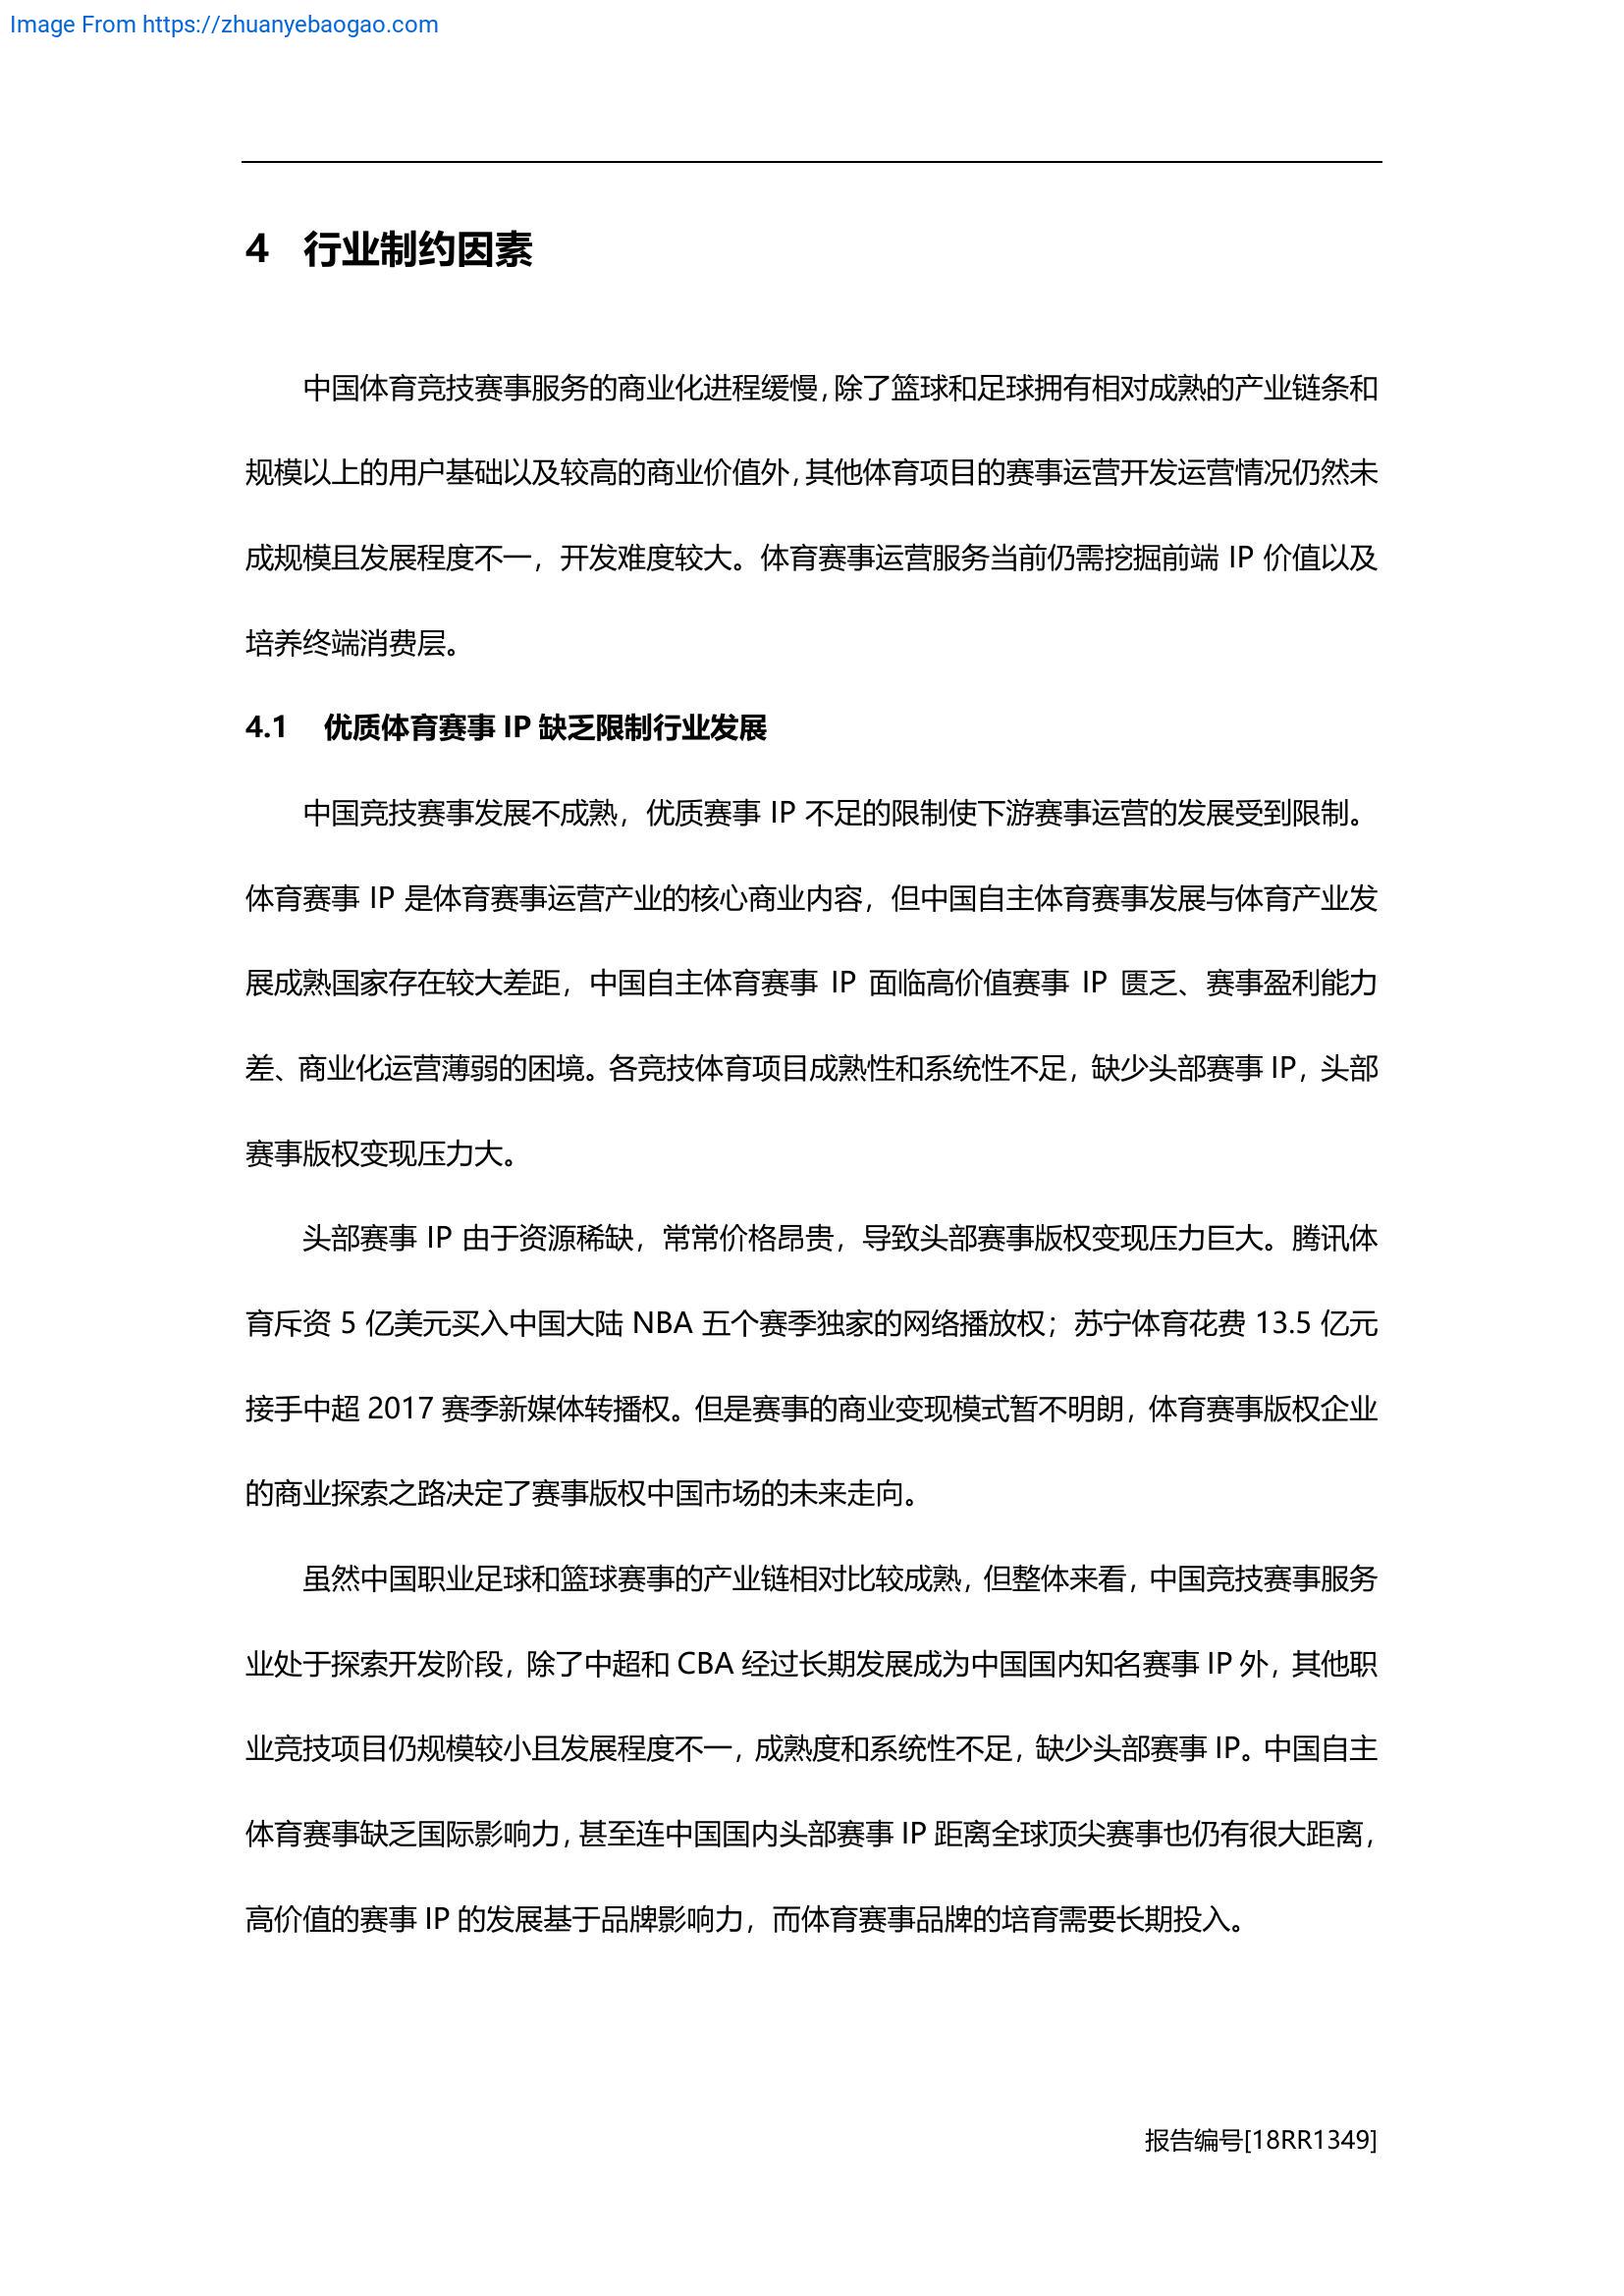 Image From https://zhuanyebaogao.com
4 行业制约因素
中国体育竞技赛事服务的商业化进程缓慢，除了篮球和足球拥有相对成熟的产业链条和
规模以上的用户基础以及较高的商业价值外，其他体育项目的赛事运营开发运营情况仍然未
成规模且发展程度不一，开发难度较大。体育赛事运营服务当前仍需挖掘前端 IP 价值以及
培养终端消费层。
4.1 优质体育赛事 IP 缺乏限制行业发展
中国竞技赛事发展不成熟，优质赛事 IP 不足的限制使下游赛事运营的发展受到限制。
体育赛事 IP 是体育赛事运营产业的核心商业内容，但中国自主体育赛事发展与体育产业发
展成熟国家存在较大差距，中国自主体育赛事 IP 面临高价值赛事 IP 匮乏、赛事盈利能力
差、商业化运营薄弱的困境。各竞技体育项目成熟性和系统性不足，缺少头部赛事 IP，头部
赛事版权变现压力大。
头部赛事 IP 由于资源稀缺，常常价格昂贵，导致头部赛事版权变现压力巨大。腾讯体
育斥资 5 亿美元买入中国大陆 NBA 五个赛季独家的网络播放权；苏宁体育花费 13.5 亿元
接手中超 2017 赛季新媒体转播权。但是赛事的商业变现模式暂不明朗，体育赛事版权企业
的商业探索之路决定了赛事版权中国市场的未来走向。
虽然中国职业足球和篮球赛事的产业链相对比较成熟，但整体来看，中国竞技赛事服务
业处于探索开发阶段，除了中超和 CBA 经过长期发展成为中国国内知名赛事 IP 外，其他职
业竞技项目仍规模较小且发展程度不一，成熟度和系统性不足，缺少头部赛事 IP。中国自主
体育赛事缺乏国际影响力，甚至连中国国内头部赛事 IP 距离全球顶尖赛事也仍有很大距离，
高价值的赛事 IP 的发展基于品牌影响力，而体育赛事品牌的培育需要长期投入。
报告编号[18RR1349]